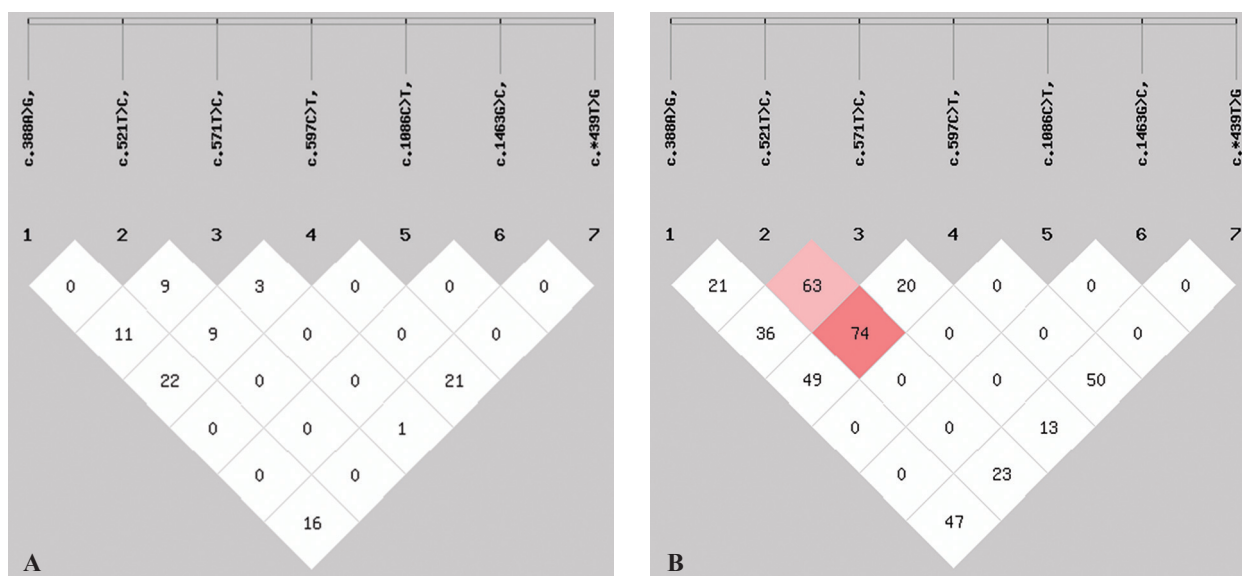 c.388A>G,
c.521T>C,
c.571T>C,
c.597C>T,
c.1086C>T,
c.1463G>C,
c.*439T>G
1 2 3 4 5 6 7
0 9 3 0 0 0
11 9 0 0 0
22 0 0 21
0 0 1
0 0
16
A
c.388A>G,
c.521T>C,
c.571T>C,
c.597C>T,
c.1086C>T,
c.1463G>C,
c.*439T>G
1 2 3 4 5 6 7
21 63 20 0 0 0
36 74 0 0 0
49 0 0 50
0 0 13
0 23
47
B